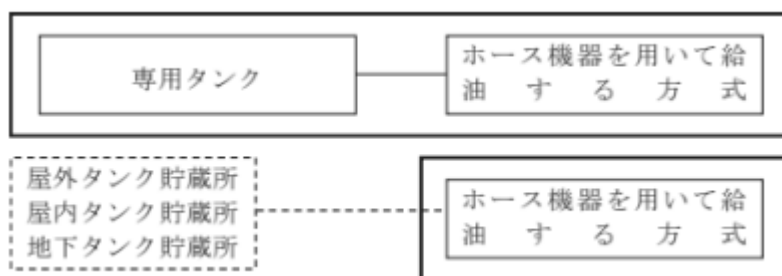 専用タンク
ホース機器を用いて給
油する方式
屋外タンク貯蔵所
屋内タンク貯蔵所
地下タンク貯蔵所
ホース機器を用いて給
油する方式